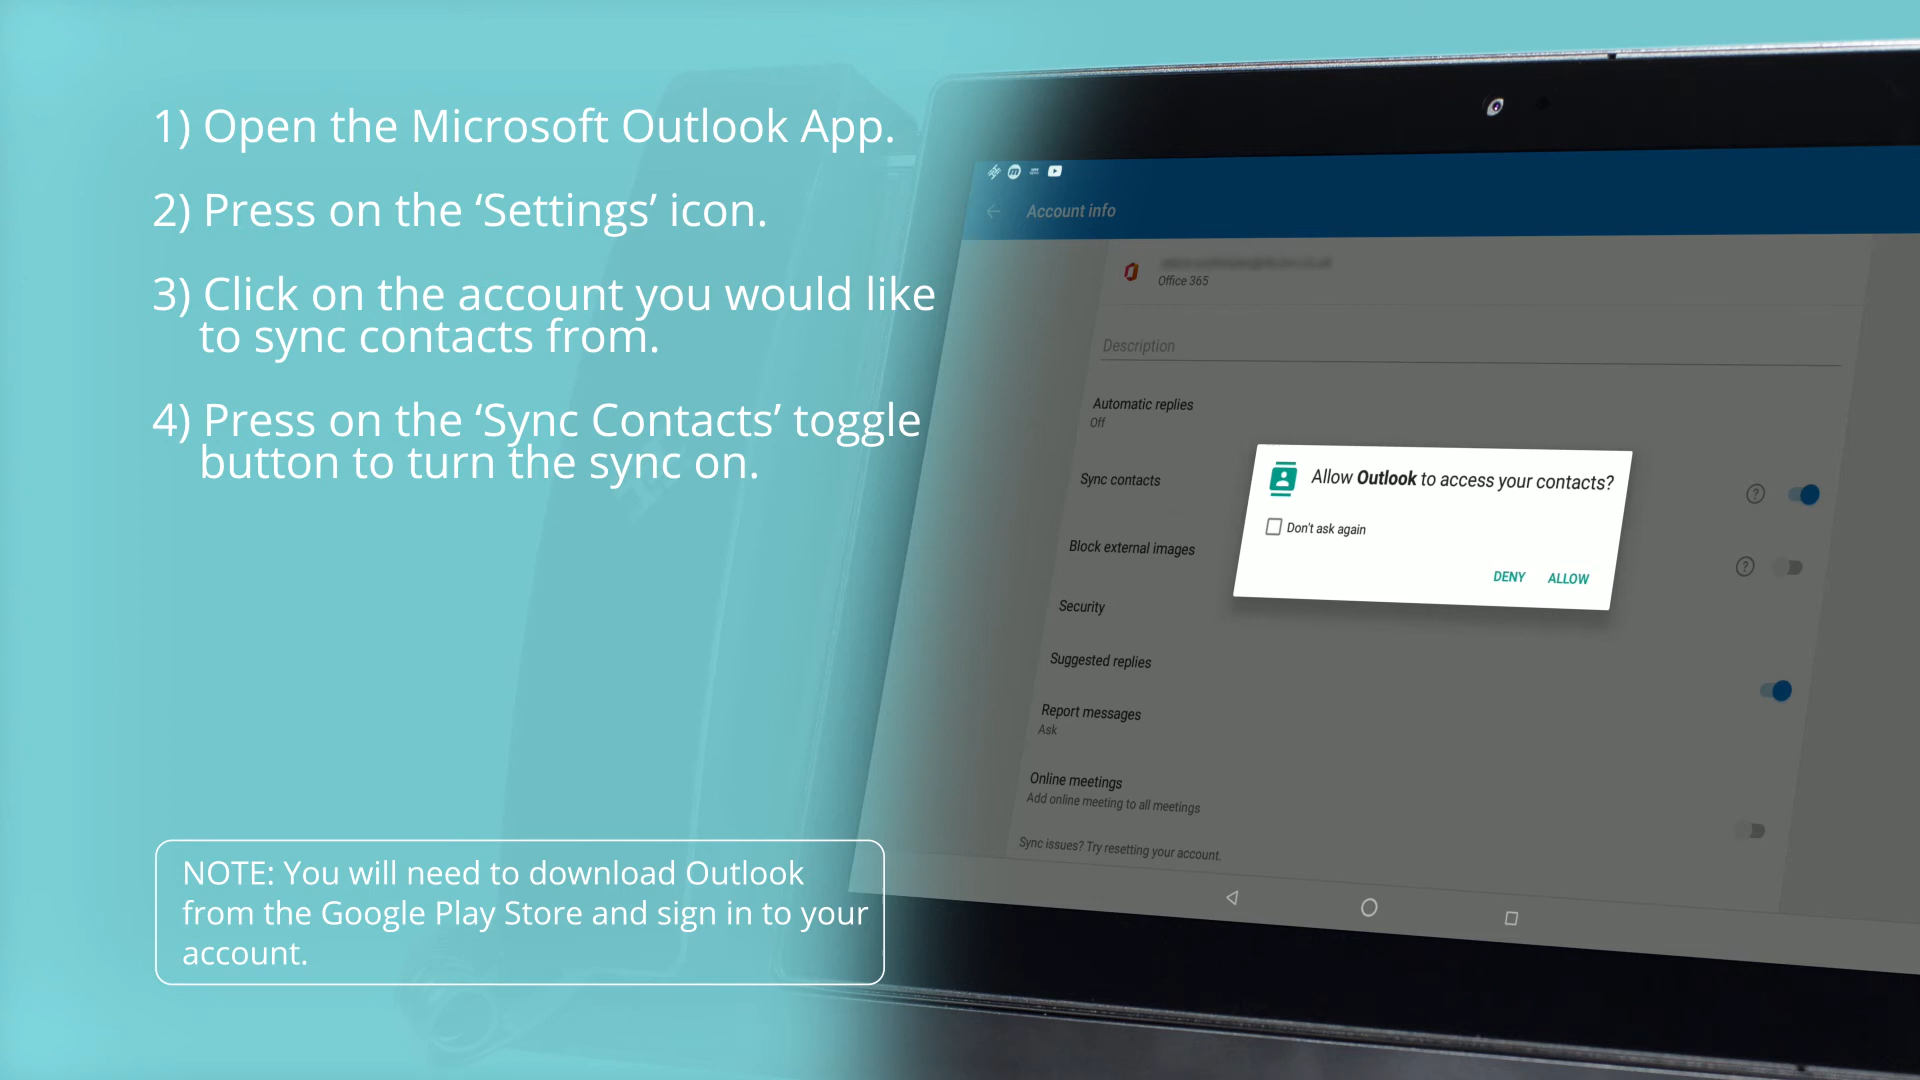 1) Open the Microsoft Outlook App.
2) Press on the ‘Settings’ icon.
3) Click on the account you would like
to sync contacts from.
4) Press on the ‘Sync Contacts’ toggle
button to turn the sync on.
NOTE: You will need to download Outlook
from the Google Play Store and sign in to your
account.
Account info
Office 365
Description
Automatic replies
Off
Sync contacts
Block external images
Security
Suggested replies
Report messages
Ask
Online meetings
Add online meeting to all meetings
Sync issues? Try resetting your account.
Allow Outlook to access your contacts?
Don't ask again
DENY ALLOW